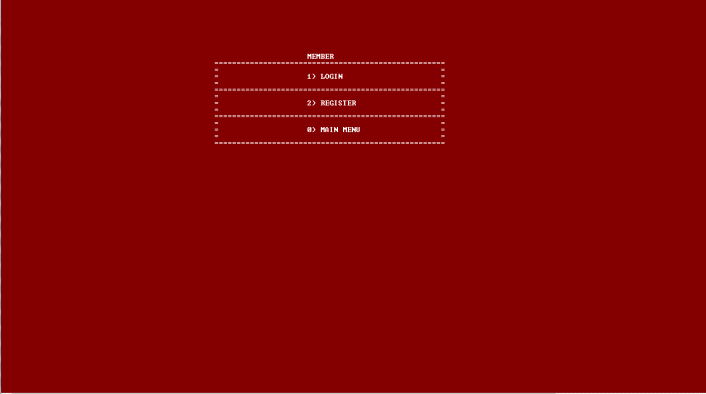 MEMBER
1) LOGIN
2) REGISTER
0) MAIN MENU